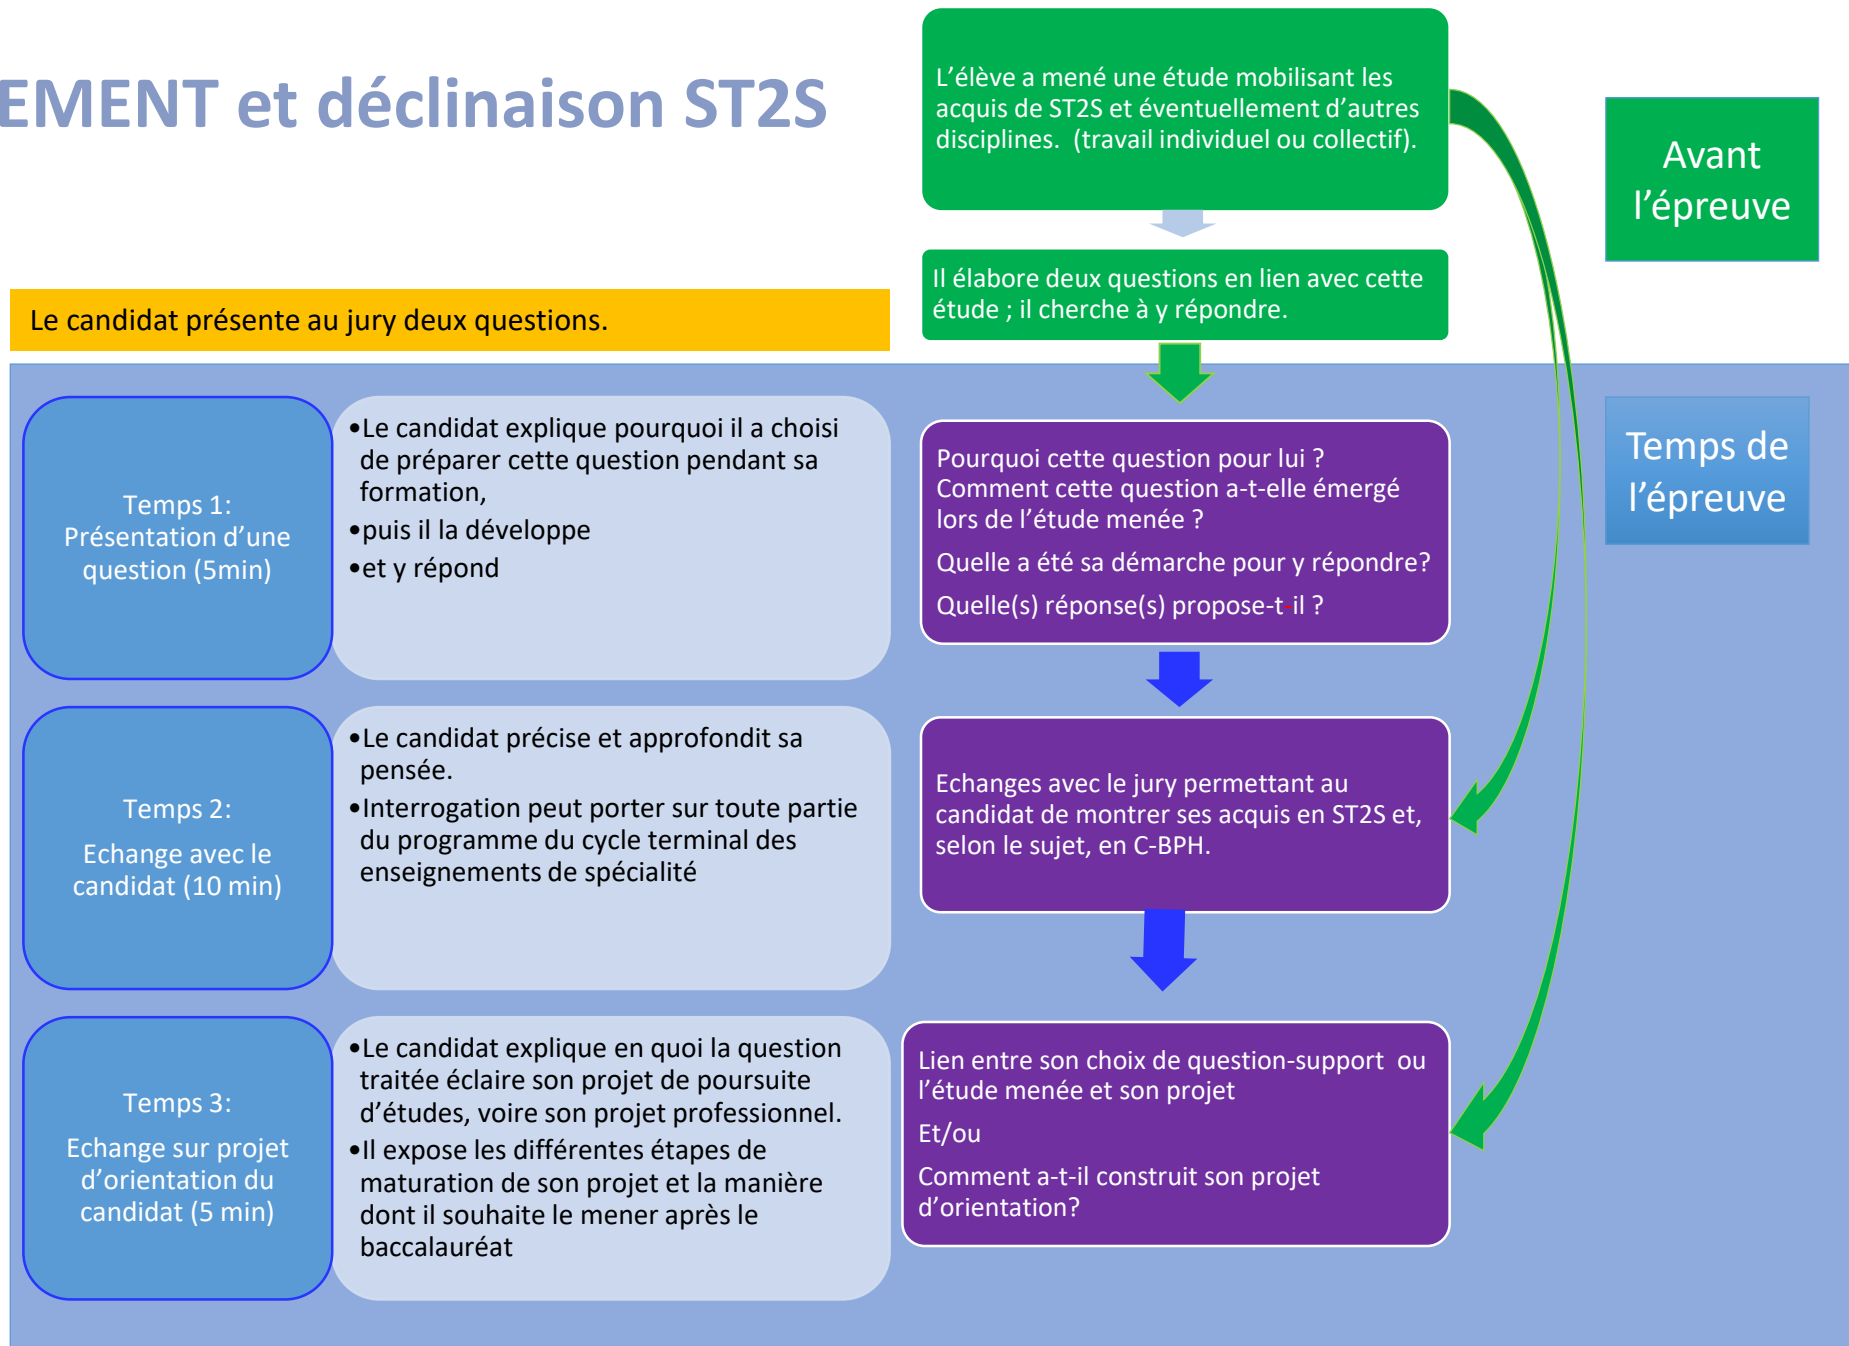 EMENT et déclinaison ST2S
L’élève a mené une étude mobilisant les
acquis de ST2S et éventuellement d’autres
disciplines.  (travail individuel ou collectif).
Avant
l’épreuve
Il élabore deux questions en lien avec cette
étude ; il cherche à y répondre.
Le candidat présente au jury deux questions.
Temps de
l’épreuve
Temps 1:
Présentation d’une
question (5min)
•Le candidat explique pourquoi il a choisi
de préparer cette question pendant sa
formation,
•puis il la développe
•et y répond
Pourquoi cette question pour lui ?
Comment cette question a-t-elle émergé
lors de l’étude menée ?
Quelle a été sa démarche pour y répondre?
Quelle(s) réponse(s) propose-t-il ?
Temps 2:
Echange avec le
candidat (10 min)
•Le candidat précise et approfondit sa
pensée.
•Interrogation peut porter sur toute partie
du programme du cycle terminal des
enseignements de spécialité
Echanges avec le jury permettant au
candidat de montrer ses acquis en ST2S et,
selon le sujet, en C-BPH.
Temps 3:
Echange sur projet
d’orientation du
candidat (5 min)
•Le candidat explique en quoi la question
traitée éclaire son projet de poursuite
d’études, voire son projet professionnel.
•Il expose les différentes étapes de
maturation de son projet et la manière
dont il souhaite le mener après le
baccalauréat
Lien entre son choix de question-support  ou
l’étude menée et son projet
Et/ou
Comment a-t-il construit son projet
d’orientation?